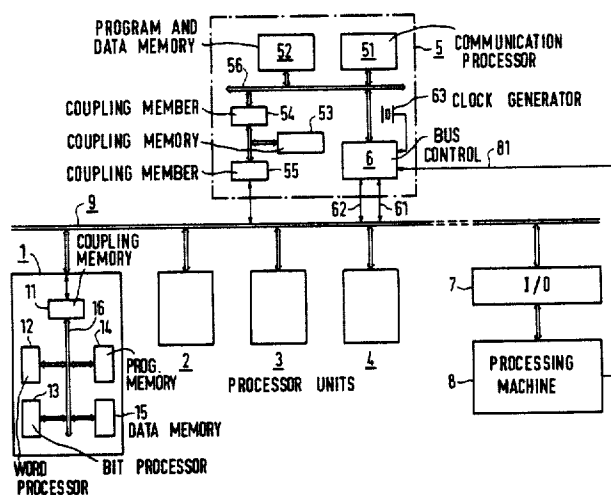 PROGRAM AND
DATA MEMORY
52
51
5
COMMUNICATION
PROCESSOR
56
63
CLOCK GENERATOR
COUPLING MEMBER
54
53
COUPLING MEMORY
BUS
CONTROL
6
81
COUPLING MEMBER
55
62
61
9
1
COUPLING
MEMORY
11
16
12
14
PROG.
MEMORY
13
15
DATA MEMORY
WORD
PROCESSOR
BIT PROCESSOR
2
3
4
PROCESSOR UNITS
7
I/O
8
PROCESSING
MACHINE